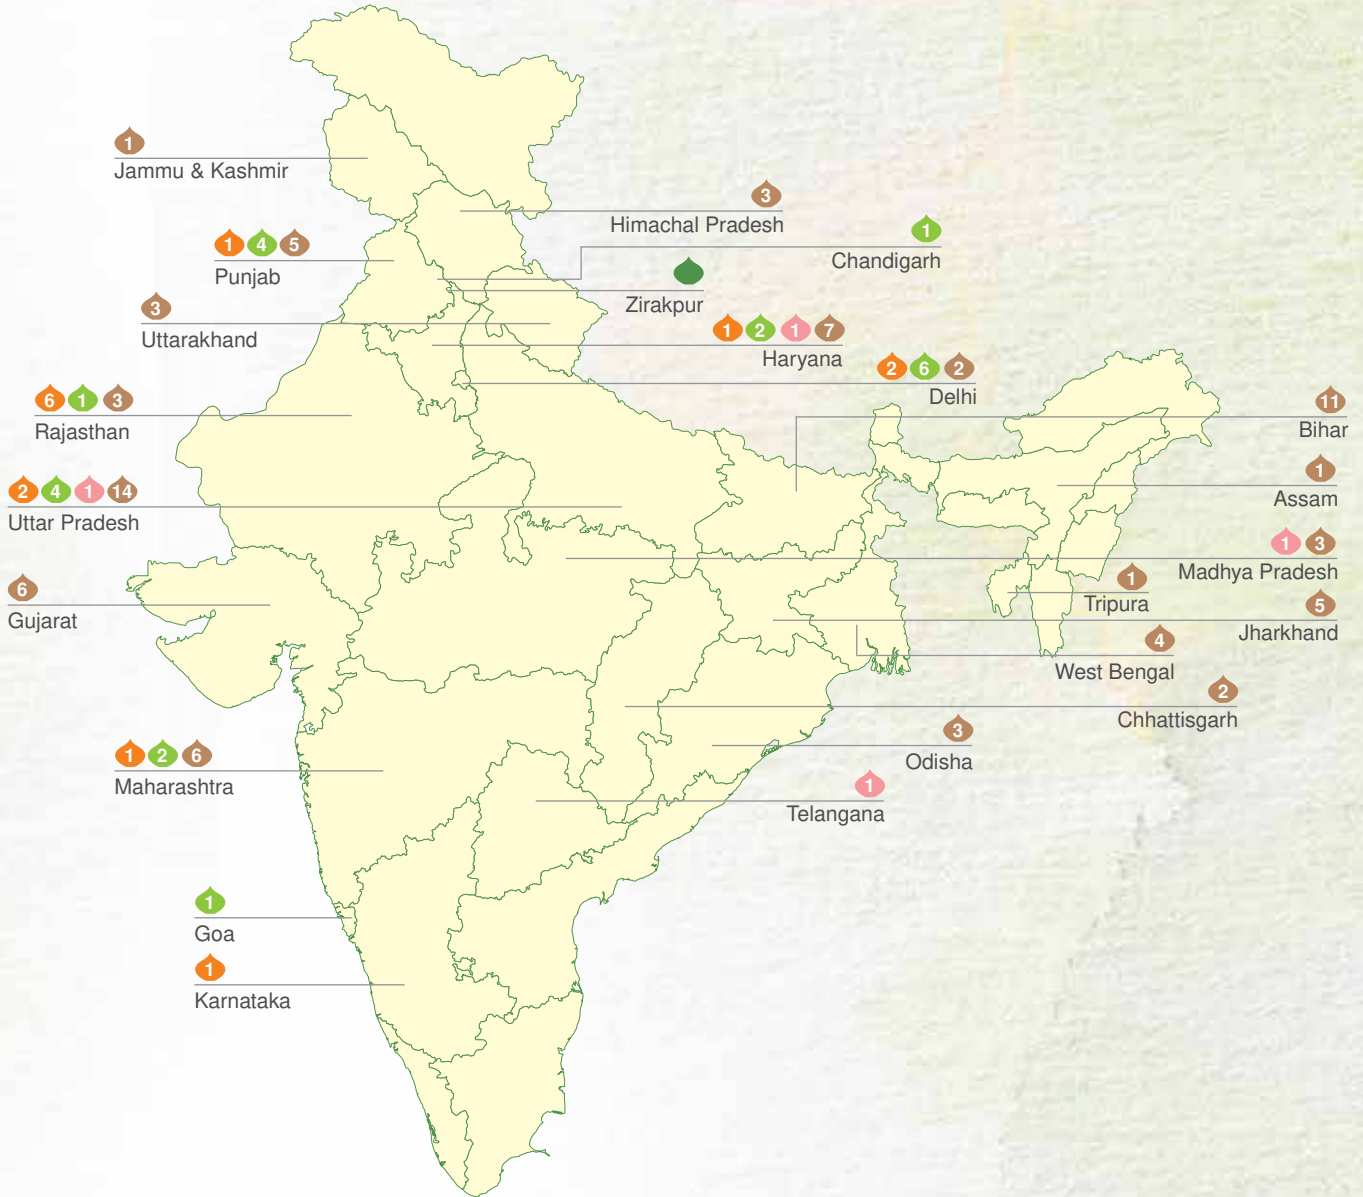 1
Jammu & Kashmir
3
Himachal Pradesh
1
Chandigarh
1 4 5
Punjab
Zirakpur
3
Uttarakhand
1 2 1 7
Haryana
2 6 2
Delhi
6 1 3
Rajasthan
11
Bihar
1
Assam
2 4 1 14
Uttar Pradesh
1 3
Madhya Pradesh
1
Tripura
6
Gujarat
5
Jharkhand
4
West Bengal
2
Chhattisgarh
3
Odisha
1 2 6
Maharashtra
1
Telangana
1
Goa
1
Karnataka